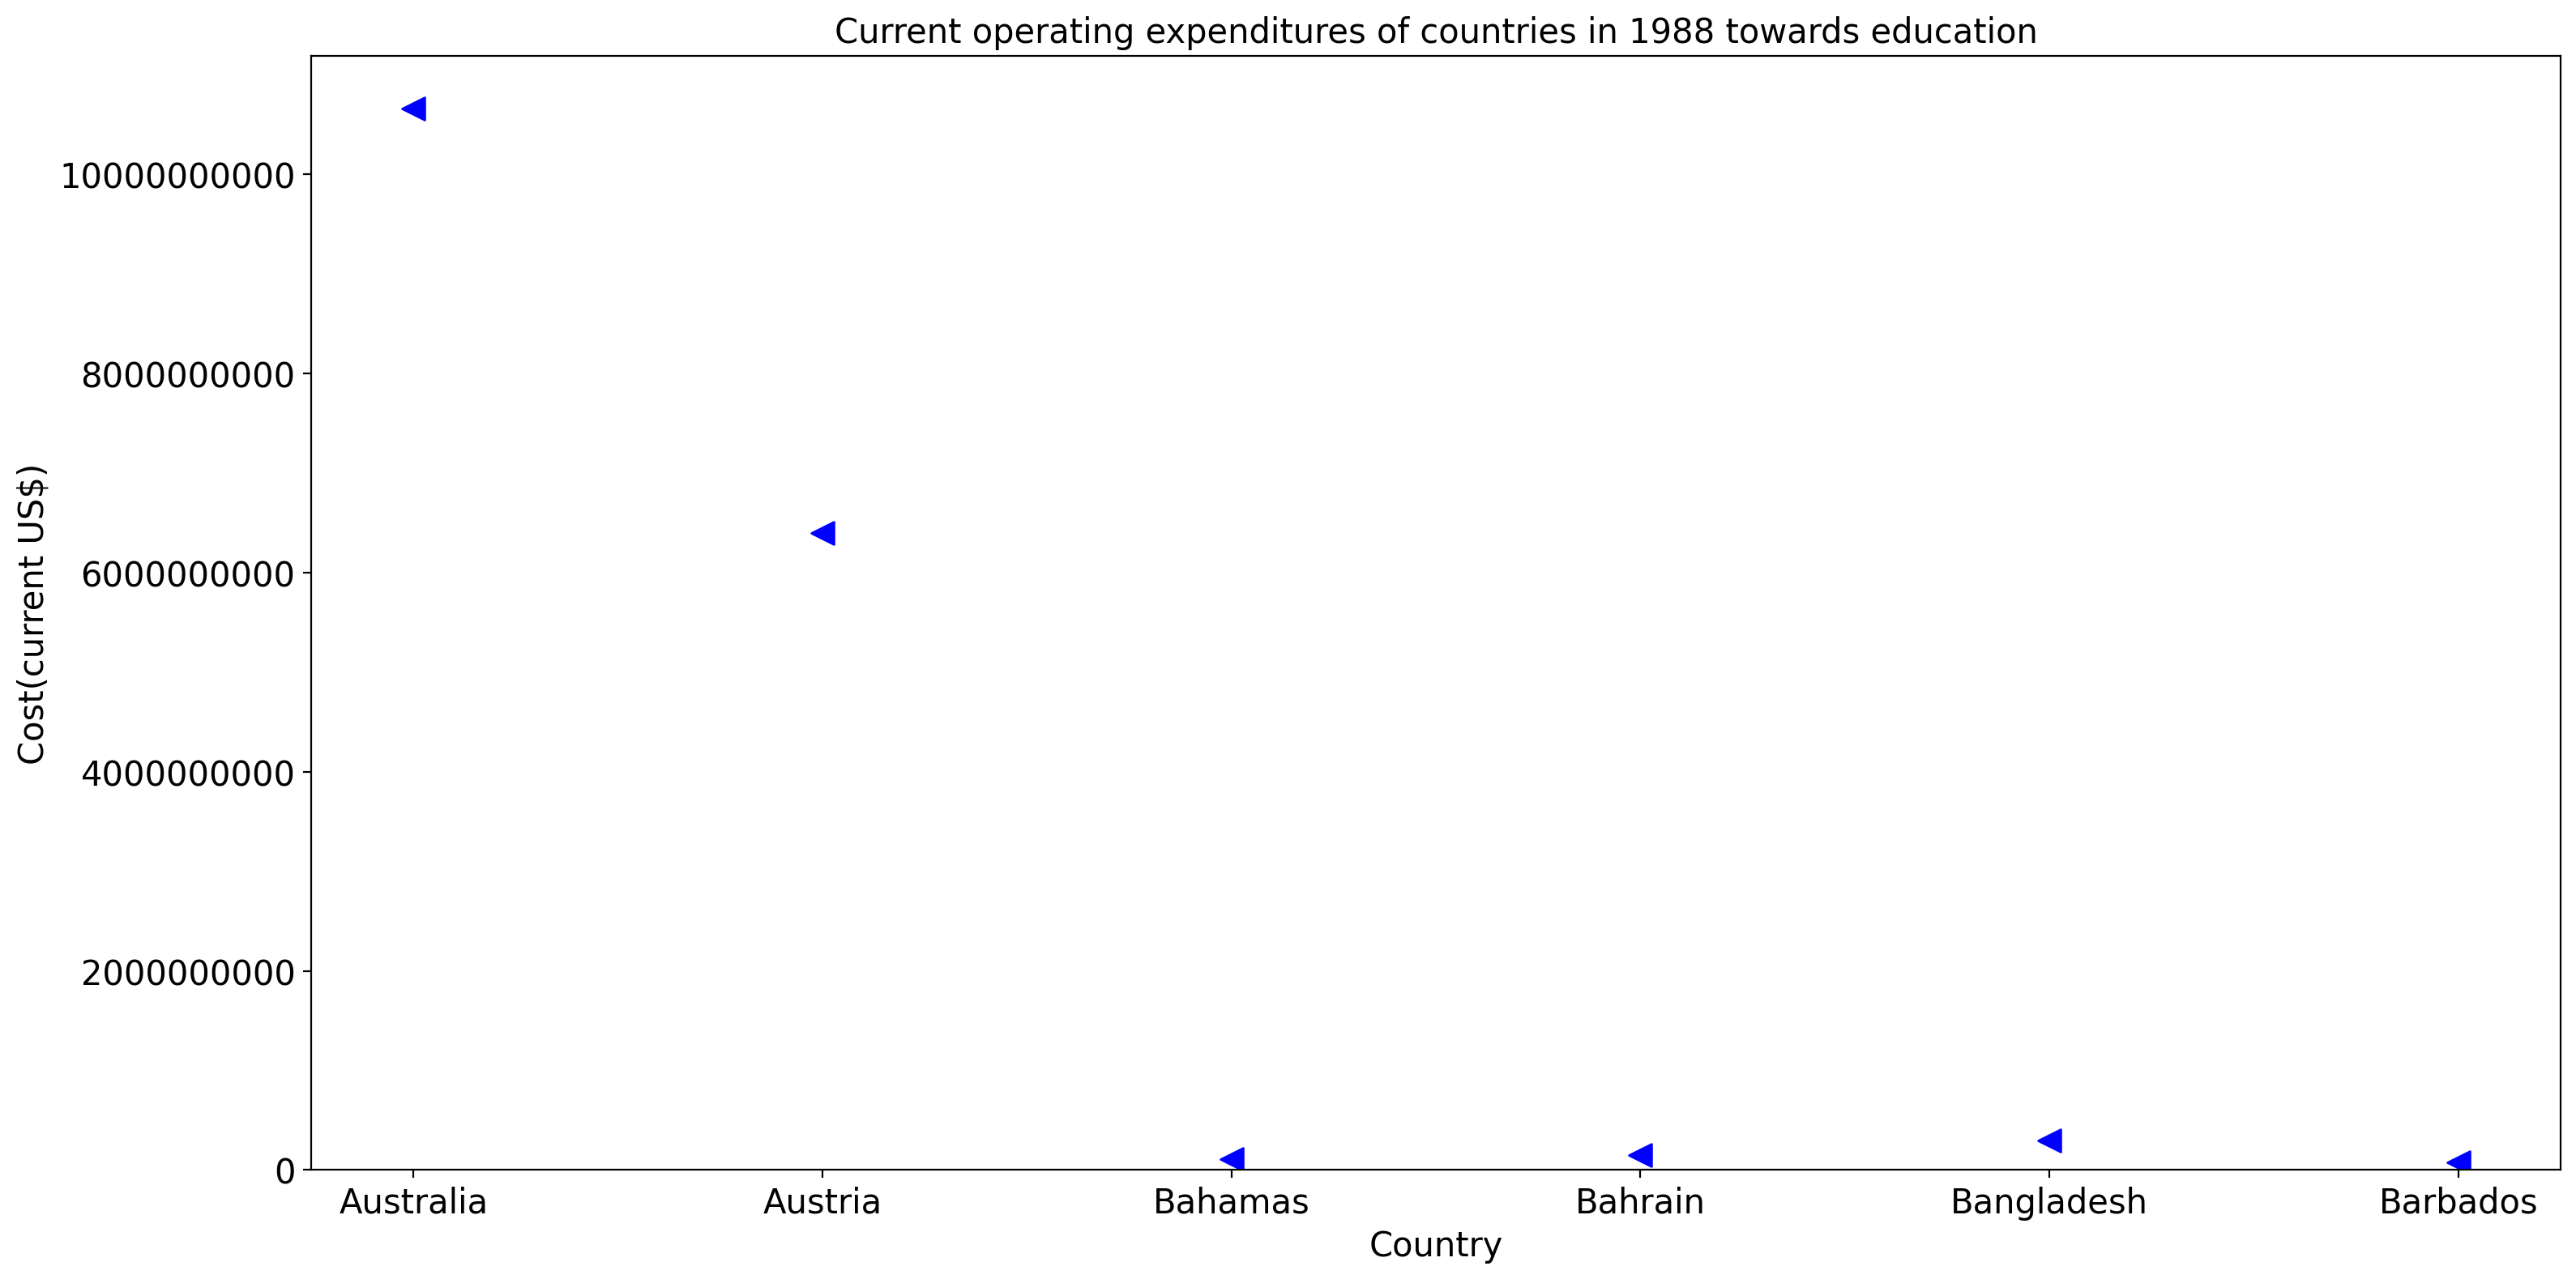 Current operating expenditures of countries in 1988 towards education
Cost(current US$)
10000000000
8000000000
6000000000
4000000000
2000000000
0
Australia Austria Bahamas Bahrain Bangladesh Barbados
Country